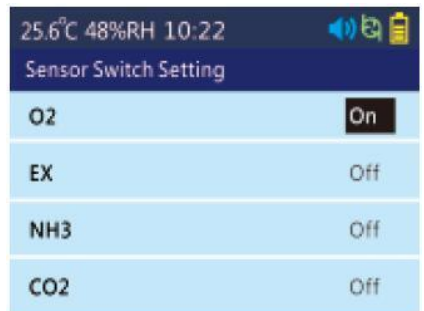 25.6℃ 48%RH 10:22
Sensor Switch Setting
O2 On
EX Off
NH3 Off
CO2 Off